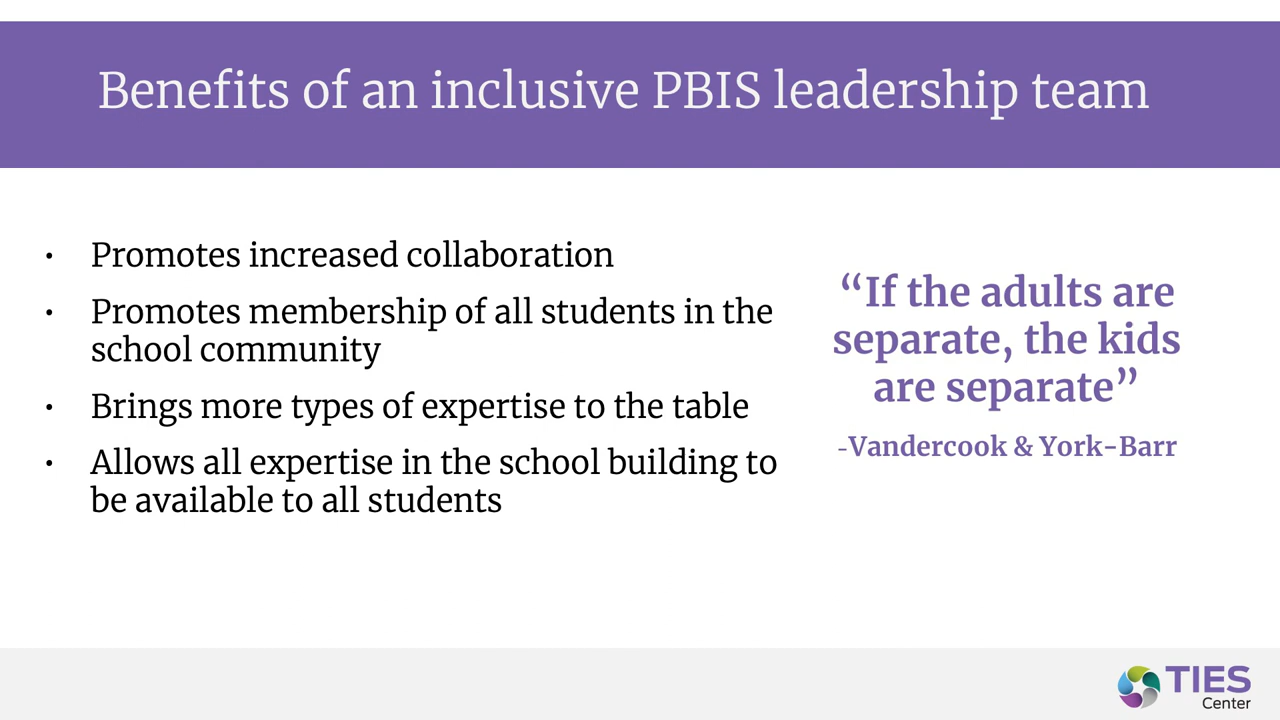 Benefits of an inclusive PBIS leadership team
• Promotes increased collaboration
• Promotes membership of all students in the
school community
• Brings more types of expertise to the table
• Allows all expertise in the school building to
be available to all students
“If the adults are
separate, the kids
are separate”
-Vandercook & York-Barr
TIES
Center